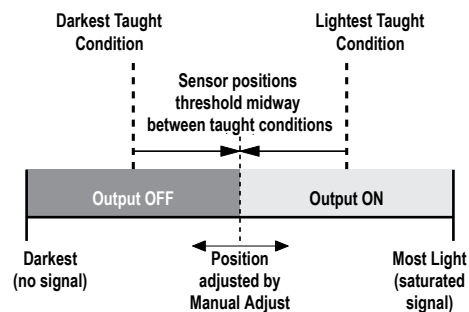 Darkest Taught
Condition
Lightest Taught
Condition
Sensor positions
threshold midway
between taught conditions
Output OFF
Output ON
Darkest
(no signal)
Position
adjusted by
Manual Adjust
Most Light
(saturated
signal)